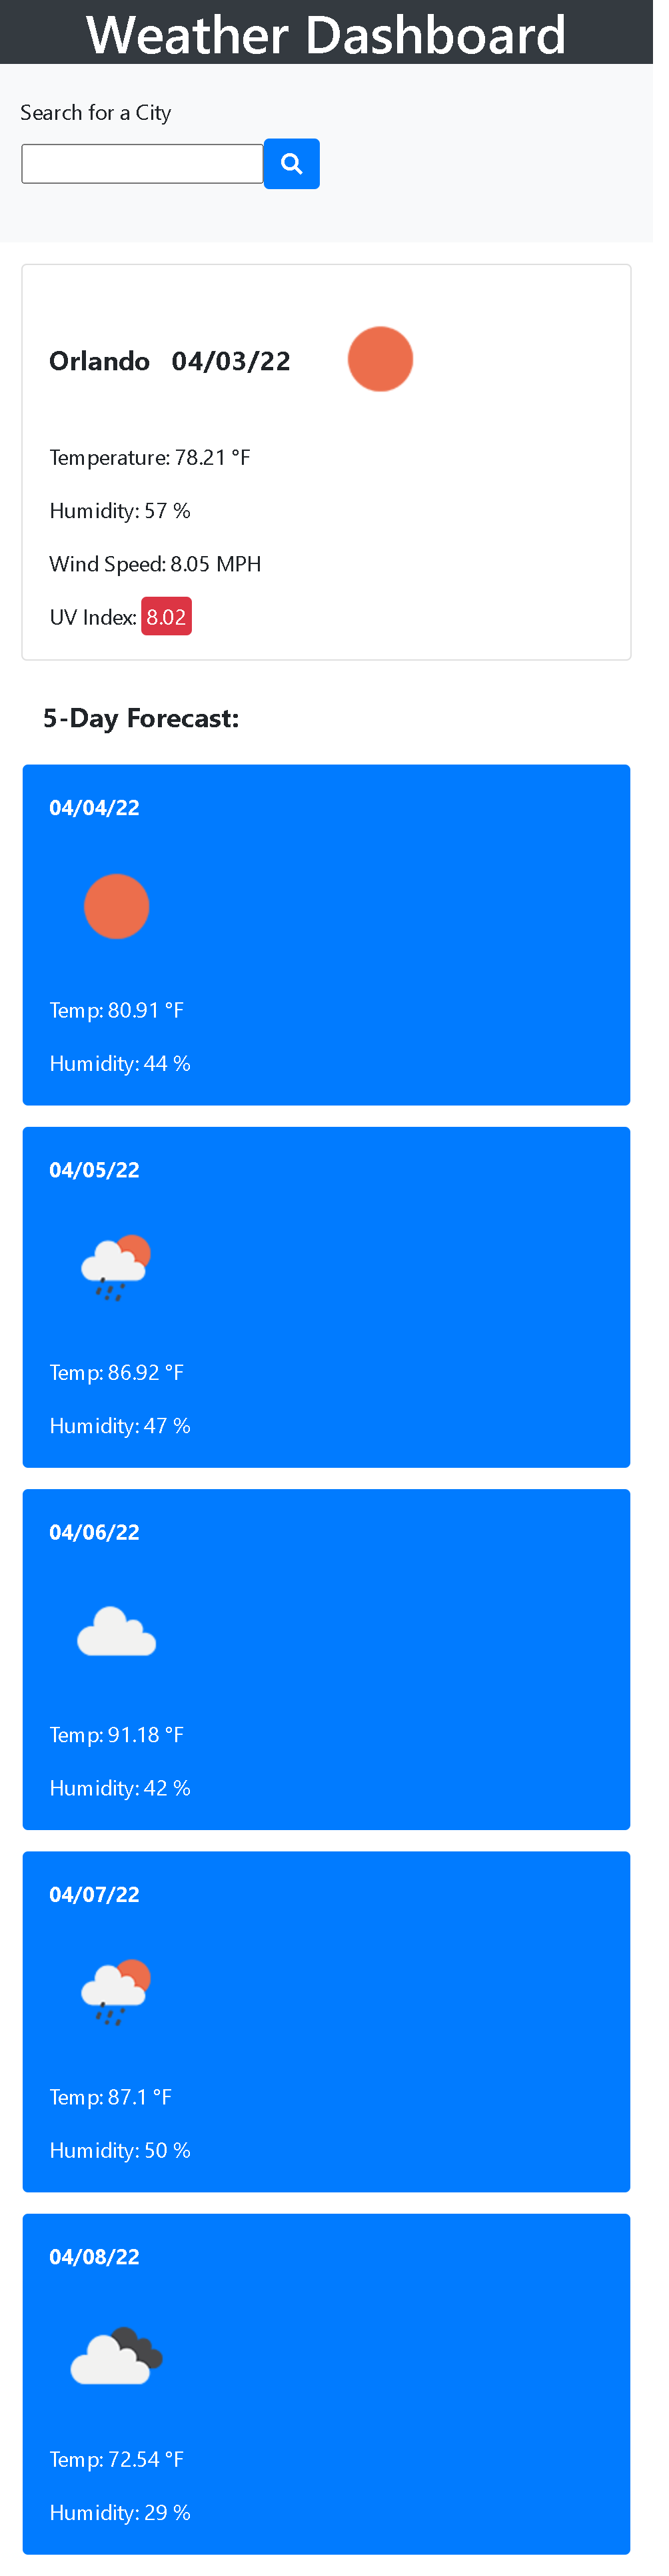 Weather Dashboard
Search for a City
Orlando 04/03/22
Temperature: 78.21 °F
Humidity: 57 %
Wind Speed: 8.05 MPH
UV Index: 8.02
5-Day Forecast:
04/04/22
Temp: 80.91 °F
Humidity: 44 %
04/05/22
Temp: 86.92 °F
Humidity: 47 %
04/06/22
Temp: 91.18 °F
Humidity: 42 %
04/07/22
Temp: 87.1 °F
Humidity: 50 %
04/08/22
Temp: 72.54 °F
Humidity: 29 %